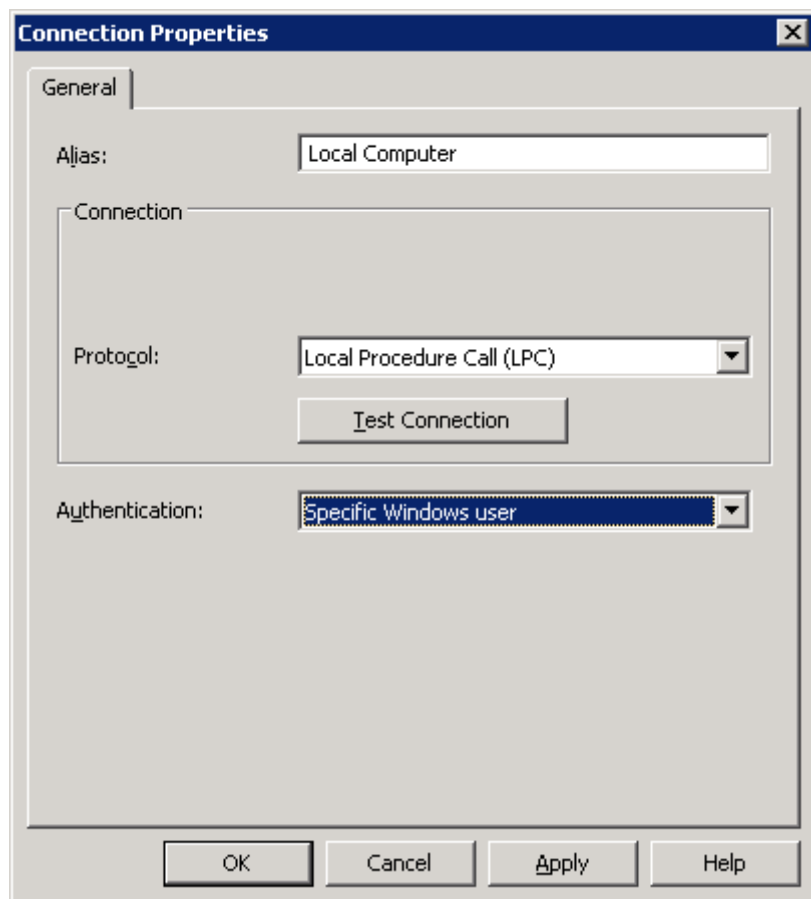 Connection Properties
General
Alias: Local Computer
Connection
Protocol: Local Procedure Call (LPC)
Test Connection
Authentication: Specific Windows user
OK Cancel Apply Help